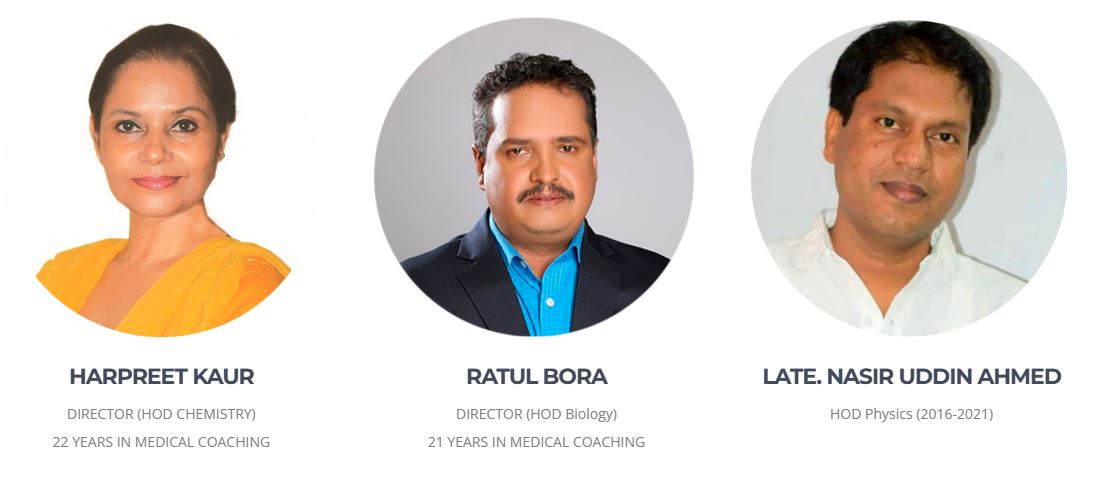 HARPREET KAUR
DIRECTOR (HOD CHEMISTRY)
22 YEARS IN MEDICAL COACHING
RATUL BORA
DIRECTOR (HOD Biology)
21 YEARS IN MEDICAL COACHING
LATE. NASIR UDDIN AHMED
HOD Physics (2016-2021)